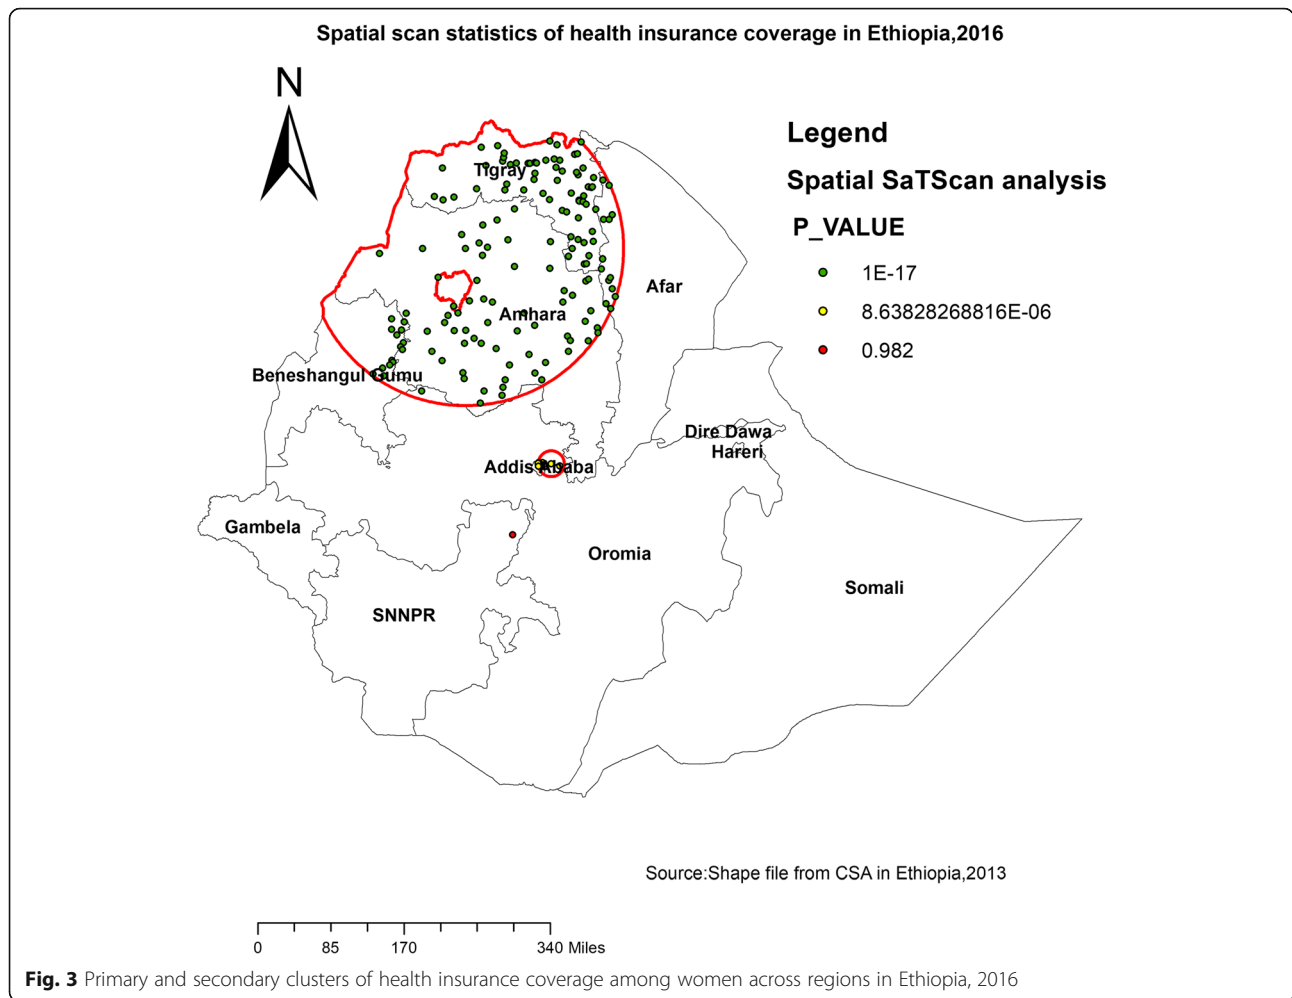 Spatial scan statistics of health insurance coverage in Ethiopia,2016
N
Legend
Spatial SaTScan analysis
P_VALUE
1E-17
8.63828268816E-06
0.982
Tigray
Afar
Amhara
Beneshangul Gumu
Dire Dawa
Hareri
Addis Ababa
Gambela
Oromia
Somali
SNNPR
Source:Shape file from CSA in Ethiopia,2013
0 85 170 340 Miles
Fig. 3 Primary and secondary clusters of health insurance coverage among women across regions in Ethiopia, 2016